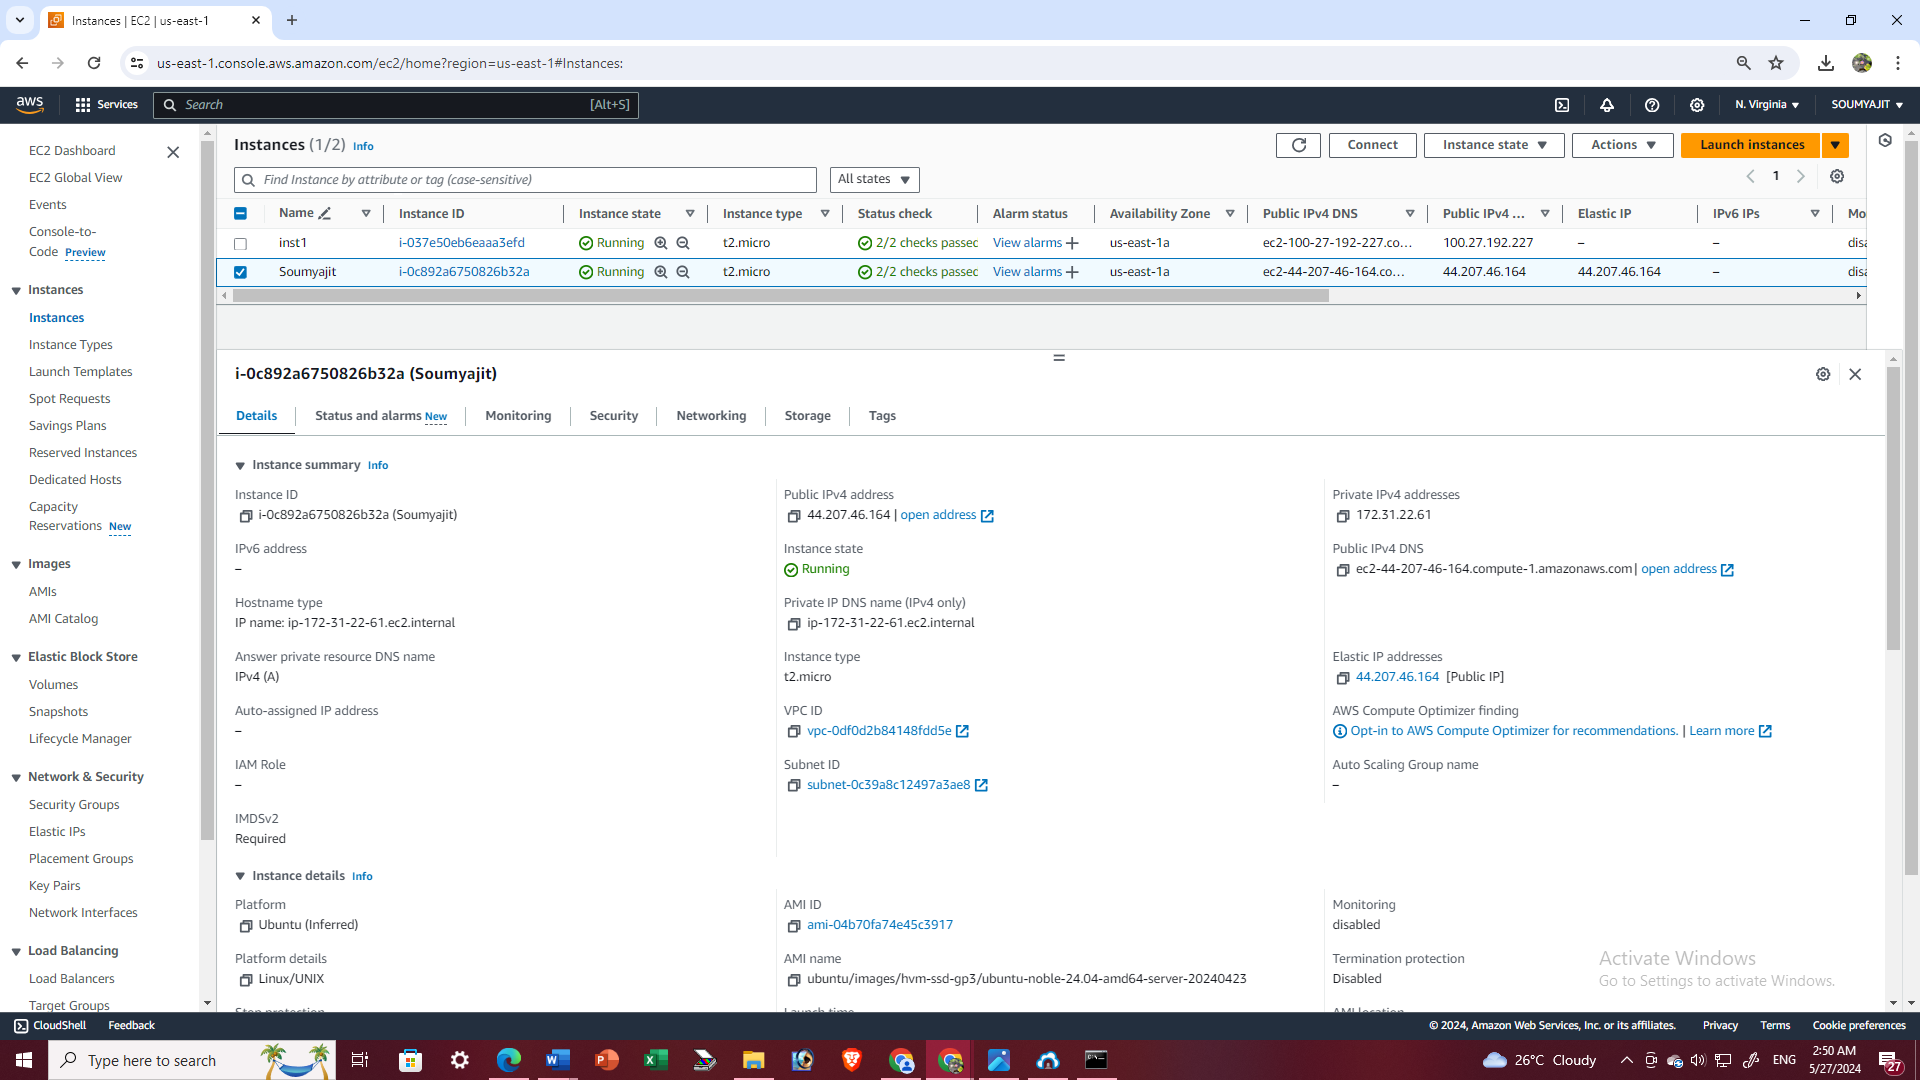 Instances | EC2 | us-east-1
us-east-1.console.aws.amazon.com/ec2/home?region=us-east-1#Instances:
aws Services Search [Alt+S] N. Virginia SOUMYAJIT
EC2 Dashboard
EC2 Global View
Events
Console-to-
Code Preview
Instances
Instances
Instance Types
Launch Templates
Spot Requests
Savings Plans
Reserved Instances
Dedicated Hosts
Capacity
Reservations New
Images
AMIs
AMI Catalog
Elastic Block Store
Volumes
Snapshots
Lifecycle Manager
Network & Security
Security Groups
Elastic IPs
Placement Groups
Key Pairs
Network Interfaces
Load Balancing
Load Balancers
Target Groups
Instances (1/2) Info Connect Instance state Actions Launch instances
Find Instance by attribute or tag (case-sensitive) All states 1
Name Instance ID Instance state Instance type Status check Alarm status Availability Zone Public IPv4 DNS Public IPv4 ... Elastic IP IPv6 IPs Mo
inst1 i-037e50eb6eaaa3efd Running t2.micro 2/2 checks passec View alarms + us-east-1a ec2-100-27-192-227.co... 100.27.192.227 – – disa
Soumyajit i-0c892a6750826b32a Running t2.micro 2/2 checks passec View alarms + us-east-1a ec2-44-207-46-164.co... 44.207.46.164 44.207.46.164 – disa
i-0c892a6750826b32a (Soumyajit)
Details Status and alarms New Monitoring Security Networking Storage Tags
Instance summary Info
Instance ID
i-0c892a6750826b32a (Soumyajit)
Public IPv4 address
44.207.46.164 | open address
Private IPv4 addresses
172.31.22.61
IPv6 address
–
Instance state
Running
Public IPv4 DNS
ec2-44-207-46-164.compute-1.amazonaws.com | open address
Hostname type
IP name: ip-172-31-22-61.ec2.internal
Private IP DNS name (IPv4 only)
ip-172-31-22-61.ec2.internal
Answer private resource DNS name
IPv4 (A)
Instance type
t2.micro
Elastic IP addresses
44.207.46.164 [Public IP]
Auto-assigned IP address
–
VPC ID
vpc-0df0d2b84148fdd5e
AWS Compute Optimizer finding
Opt-in to AWS Compute Optimizer for recommendations. | Learn more
IAM Role
–
Subnet ID
subnet-0c39a8c12497a3ae8
Auto Scaling Group name
–
IMDSv2
Required
Instance details Info
Platform
Ubuntu (Inferred)
AMI ID
ami-04b70fa74e45c3917
Monitoring
disabled
Platform details
Linux/UNIX
AMI name
ubuntu/images/hvm-ssd-gp3/ubuntu-noble-24.04-amd64-server-20240423
Termination protection
Disabled
Stop protection
Launch time
AMI location
Activate Windows
Go to Settings to activate Windows.
CloudShell Feedback © 2024, Amazon Web Services, Inc. or its affiliates. Privacy Terms Cookie preferences
Type here to search 26°C Cloudy ENG 2:50 AM
5/27/2024 27